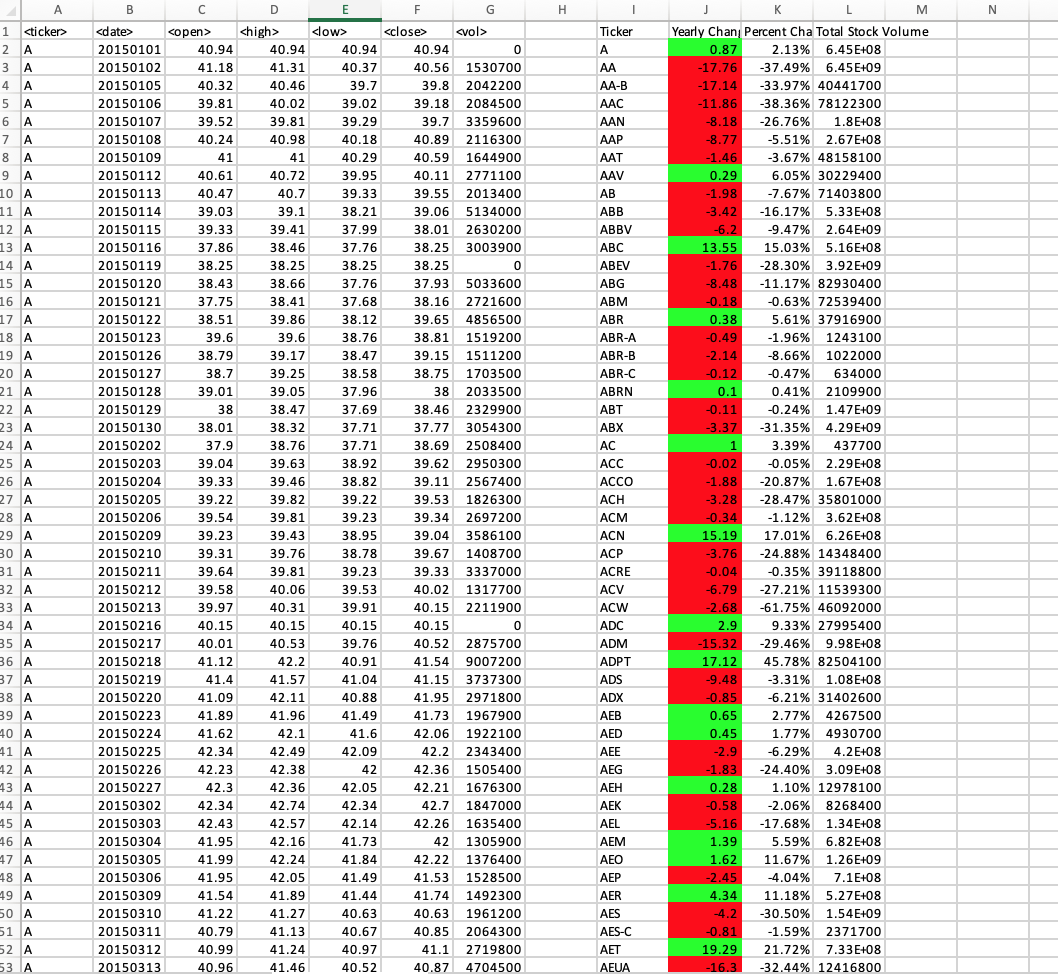 A B C D E F G H I J K L M N
1 <ticker> <date> <open> <high> <low> <close> <vol> Ticker Yearly Chang Percent Cha Total Stock Volume
2 A 20150101 40.94 40.94 40.94 40.94 0 A 0.87 2.13% 6.45E+08
3 A 20150102 41.18 41.31 40.37 40.56 1530700 AA -17.76 -37.49% 6.45E+09
4 A 20150105 40.32 40.46 39.7 39.8 2042200 AA-B -17.14 -33.97% 40441700
5 A 20150106 39.81 40.02 39.02 39.18 2084500 AAC -11.86 -38.36% 78122300
6 A 20150107 39.52 39.81 39.29 39.7 3359600 AAN -8.18 -26.76% 1.8E+08
7 A 20150108 40.24 40.98 40.18 40.89 2116300 AAP -8.77 -5.51% 2.67E+08
8 A 20150109 41 41 40.29 40.59 1644900 AAT -1.46 -3.67% 48158100
9 A 20150112 40.61 40.72 39.95 40.11 2771100 AAV 0.29 6.05% 30229400
10 A 20150113 40.47 40.7 39.33 39.55 2013400 AB -1.98 -7.67% 71403800
11 A 20150114 39.03 39.1 38.21 39.06 5134000 ABB -3.42 -16.17% 5.33E+08
12 A 20150115 39.33 39.41 37.99 38.01 2630200 ABBV -6.2 -9.47% 2.64E+09
13 A 20150116 37.86 38.46 37.76 38.25 3003900 ABC 13.55 15.03% 5.16E+08
14 A 20150119 38.25 38.25 38.25 38.25 0 ABEV -1.76 -28.30% 3.92E+09
15 A 20150120 38.43 38.66 37.76 37.93 5033600 ABG -8.48 -11.17% 82930400
16 A 20150121 37.75 38.41 37.68 38.16 2721600 ABM -0.18 -0.63% 72539400
17 A 20150122 38.51 39.86 38.12 39.65 4856500 ABR 0.38 5.61% 37916900
18 A 20150123 39.6 39.6 38.76 38.81 1519200 ABR-A -0.49 -1.96% 1243100
19 A 20150126 38.79 39.17 38.47 39.15 1511200 ABR-B -2.14 -8.66% 1022000
20 A 20150127 38.7 39.25 38.58 38.75 1703500 ABR-C -0.12 -0.47% 634000
21 A 20150128 39.01 39.05 37.96 38 2033500 ABRN 0.1 0.41% 2109900
22 A 20150129 38 38.47 37.69 38.46 2329900 ABT -0.11 -0.24% 1.47E+09
23 A 20150130 38.01 38.32 37.71 37.77 3054300 ABX -3.37 -31.35% 4.29E+09
24 A 20150202 37.9 38.76 37.71 38.69 2508400 AC 1 3.39% 437700
25 A 20150203 39.04 39.63 38.92 39.62 2950300 ACC -0.02 -0.05% 2.29E+08
26 A 20150204 39.33 39.46 38.82 39.11 2567400 ACCO -1.88 -20.87% 1.67E+08
27 A 20150205 39.22 39.82 39.22 39.53 1826300 ACH -3.28 -28.47% 35801000
28 A 20150206 39.54 39.81 39.23 39.34 2697200 ACM -0.34 -1.12% 3.62E+08
29 A 20150209 39.23 39.43 38.95 39.04 3586100 ACN 15.19 17.01% 6.26E+08
30 A 20150210 39.31 39.76 38.78 39.67 1408700 ACP -3.76 -24.88% 14348400
31 A 20150211 39.64 39.81 39.23 39.33 3337000 ACRE -0.04 -0.35% 39118800
32 A 20150212 39.58 40.06 39.53 40.02 1317700 ACV -6.79 -27.21% 11539300
33 A 20150213 39.97 40.31 39.91 40.15 2211900 ACW -2.68 -61.75% 46092000
34 A 20150216 40.15 40.15 40.15 40.15 0 ADC 2.9 9.33% 27995400
35 A 20150217 40.01 40.53 39.76 40.52 2875700 ADM -15.32 -29.46% 9.98E+08
36 A 20150218 41.12 42.2 40.91 41.54 9007200 ADPT 17.12 45.78% 82504100
37 A 20150219 41.4 41.57 41.04 41.15 3737300 ADS -9.48 -3.31% 1.08E+08
38 A 20150220 41.09 42.11 40.88 41.95 2971800 ADX -0.85 -6.21% 31402600
39 A 20150223 41.89 41.96 41.49 41.73 1967900 AEB 0.65 2.77% 4267500
40 A 20150224 41.62 42.1 41.6 42.06 1922100 AED 0.45 1.77% 4930700
41 A 20150225 42.34 42.49 42.09 42.2 2343400 AEE -2.9 -6.29% 4.2E+08
42 A 20150226 42.23 42.38 42 42.36 1505400 AEG -1.83 -24.40% 3.09E+08
43 A 20150227 42.3 42.36 42.05 42.21 1676300 AEH 0.28 1.10% 12978100
44 A 20150302 42.34 42.74 42.34 42.7 1847000 AEK -0.58 -2.06% 8268400
45 A 20150303 42.43 42.57 42.14 42.26 1635400 AEL -5.16 -17.68% 1.34E+08
46 A 20150304 41.95 42.16 41.73 42 1305900 AEM 1.39 5.59% 6.82E+08
47 A 20150305 41.99 42.24 41.84 42.22 1376400 AEO 1.62 11.67% 1.26E+09
48 A 20150306 41.95 42.05 41.49 41.53 1528500 AEP -2.45 -4.04% 7.1E+08
49 A 20150309 41.54 41.89 41.44 41.74 1492300 AER 4.34 11.18% 5.27E+08
50 A 20150310 41.22 41.27 40.63 40.63 1961200 AES -4.2 -30.50% 1.54E+09
51 A 20150311 40.79 41.13 40.67 40.85 2064300 AES-C -0.81 -1.59% 2371700
52 A 20150312 40.99 41.24 40.97 41.1 2719800 AET 19.29 21.72% 7.33E+08
53 A 20150313 40.96 41.46 40.52 40.87 4704500 AEUA -16.3 -32.44% 12416800